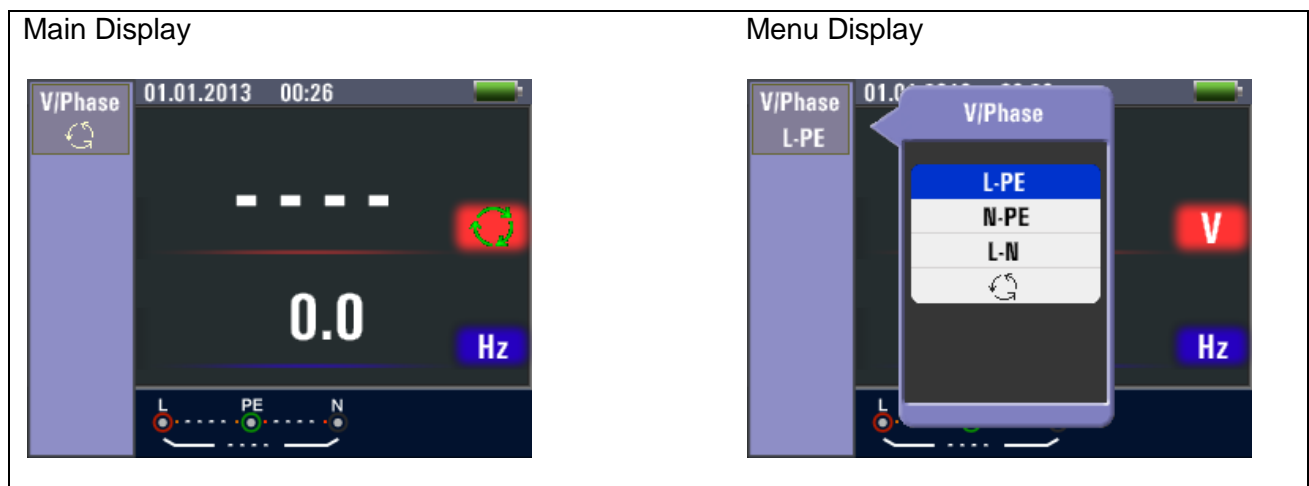 Main Display
V/Phase
01.01.2013 00:26
- - - -
0.0
Hz
L PE N
Menu Display
V/Phase
L-PE
V/Phase
L-PE
N-PE
L-N
V
Hz
L